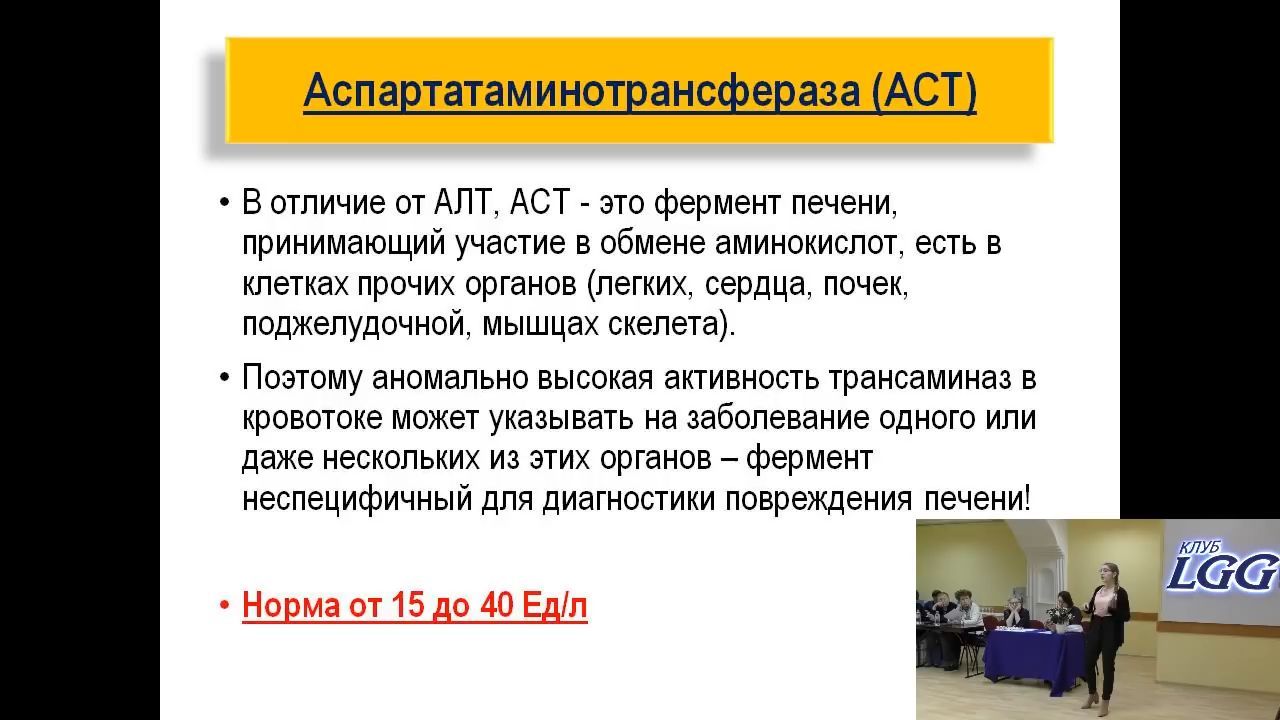 Аспартатаминотрансфераза (АСТ)
• В отличие от АЛТ, АСТ - это фермент печени,
принимающий участие в обмене аминокислот, есть в
клетках прочих органов (легких, сердца, почек,
поджелудочной, мышцах скелета).
• Поэтому аномально высокая активность трансаминаз в
кровотоке может указывать на заболевание одного или
даже нескольких из этих органов – фермент
неспецифичный для диагностики повреждения печени!
• Норма от 15 до 40 Ед/л
КЛУБ
LGG